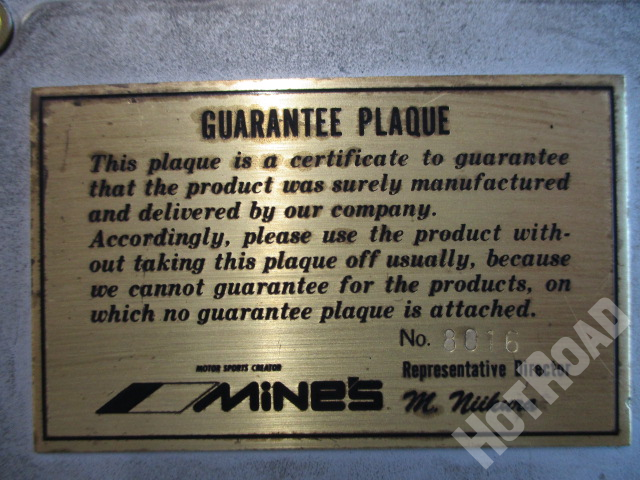 GUARANTEE PLAQUE
This plaque is a certificate to guarantee
that the product was surely manufactured
and delivered by our company.
Accordingly, please use the product with-
out taking this plaque off usually, because
we cannot guarantee for the products, on
which no guarantee plaque is attached.
No. 8816
Representative Director
MOTOR SPORTS CREATOR
MiNE'S
M.
HOTROAD